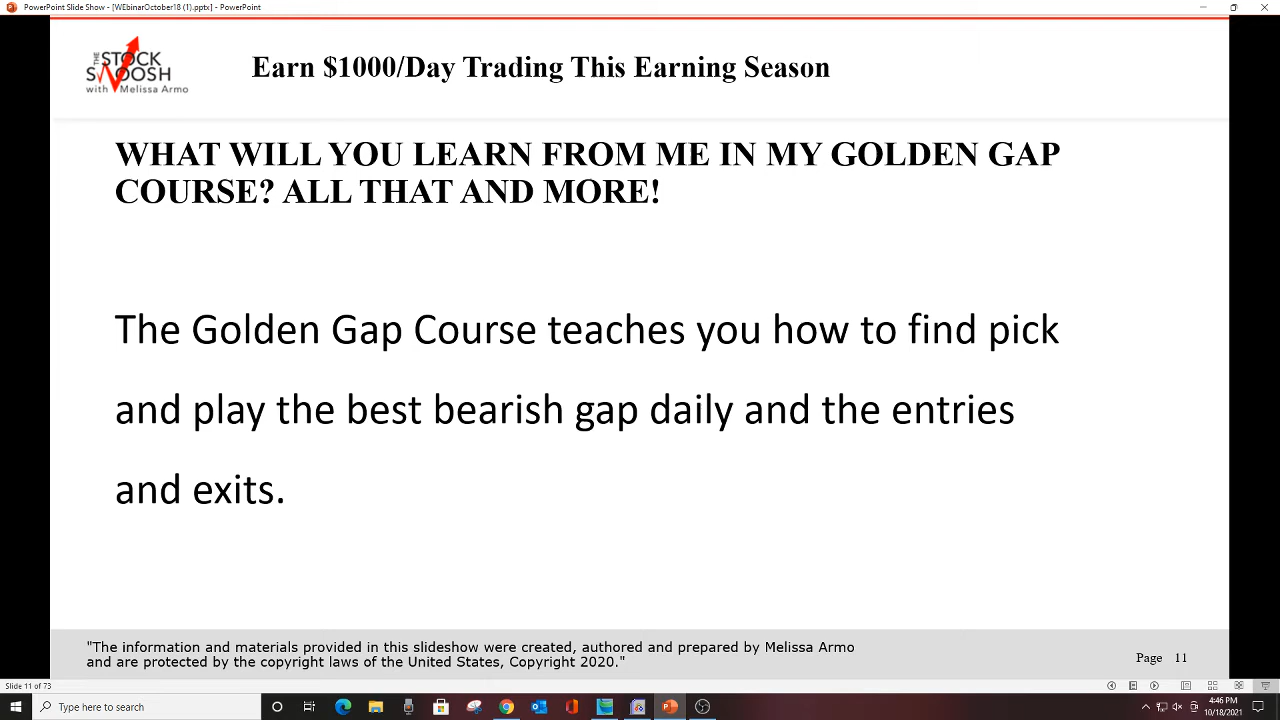 PowerPoint Slide Show - [WEbinarOctober18 (1).pptx] - PowerPoint
THE
STOCK
SWOOSH
with Melissa Armo
Earn $1000/Day Trading This Earning Season
WHAT WILL YOU LEARN FROM ME IN MY GOLDEN GAP
COURSE? ALL THAT AND MORE!
The Golden Gap Course teaches you how to find pick
and play the best bearish gap daily and the entries
and exits.
"The information and materials provided in this slideshow were created, authored and prepared by Melissa Armo
and are protected by the copyright laws of the United States, Copyright 2020."
Page 11
Slide 11 of 73
Type here to search
4:46 PM
10/18/2021